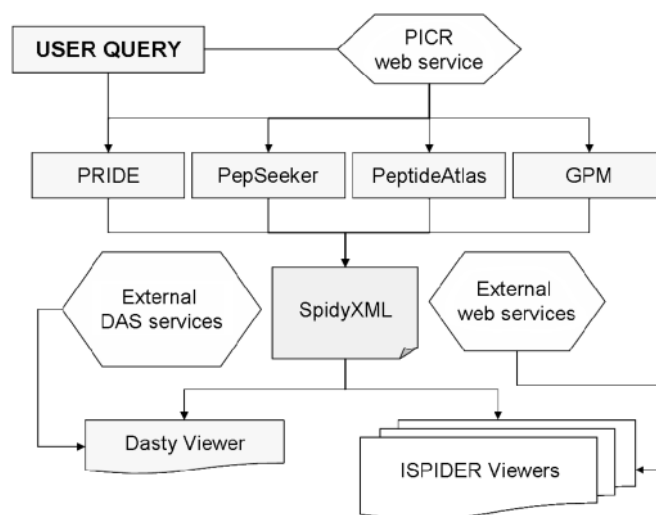 USER QUERY
PICR
web service
PRIDE
PepSeeker
PeptideAtlas
GPM
External
DAS services
SpidyXML
External
web services
Dasty Viewer
ISPIDER Viewers